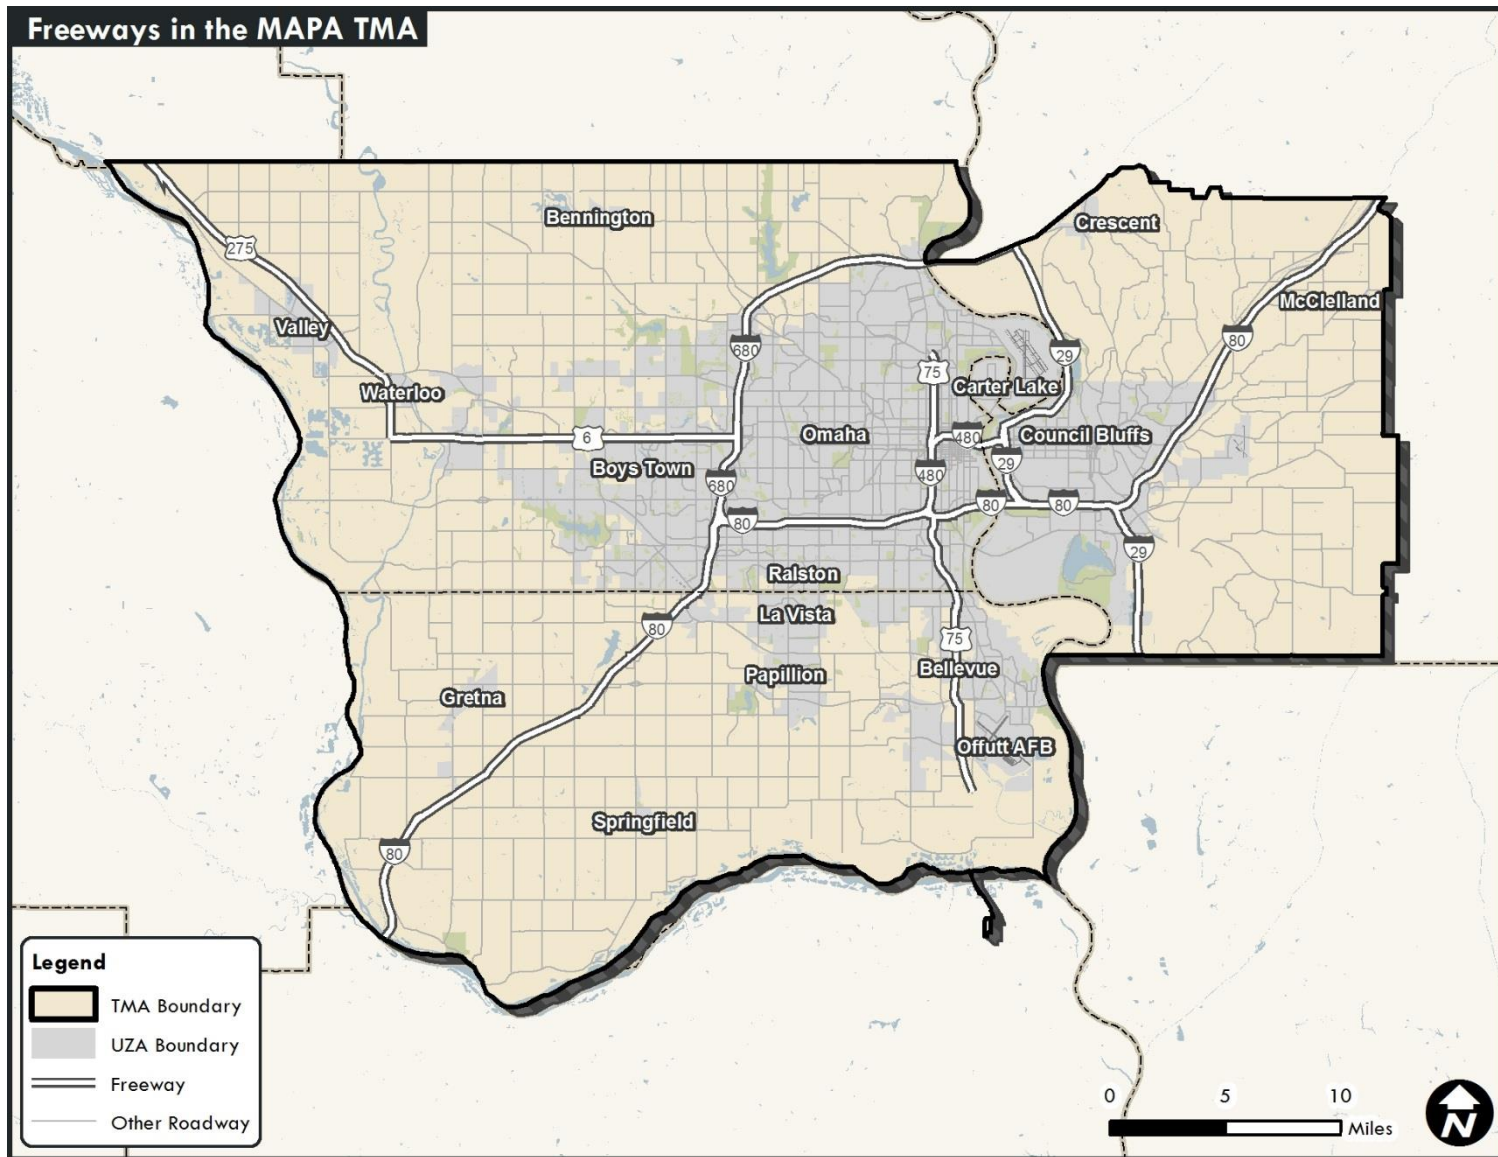 Freeways in the MAPA TMA
Bennington
Crescent
275
McClelland
Valley
80
680
29
75
Waterloo
Carter Lake
6
Omaha
480
Council Bluffs
Boys Town
29
680
480
80
80
80
29
Ralston
La Vista
80
75
Bellevue
Papillion
Gretna
Offutt AFB
Springfield
80
Legend
TMA Boundary
UZA Boundary
Freeway
Other Roadway
0 5 10
Miles
N